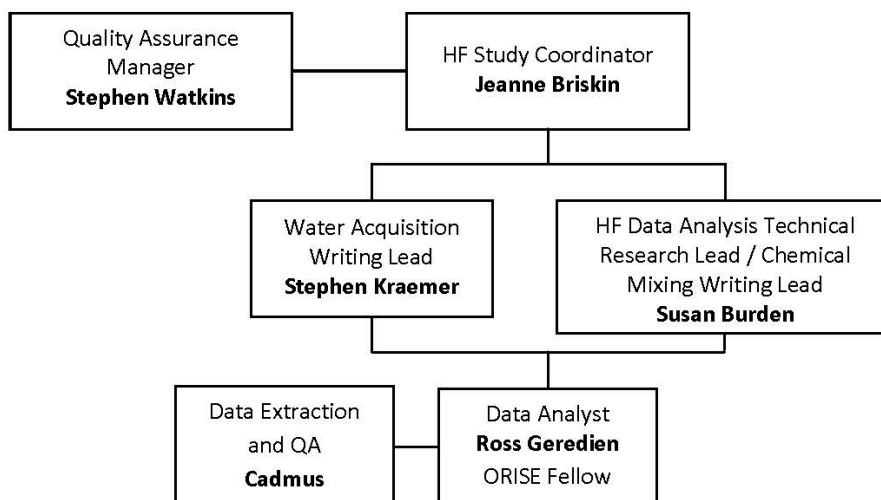 Quality Assurance
Manager
Stephen Watkins
HF Study Coordinator
Jeanne Briskin
Water Acquisition
Writing Lead
Stephen Kraemer
HF Data Analysis Technical
Research Lead / Chemical
Mixing Writing Lead
Susan Burden
Data Extraction
and QA
Cadmus
Data Analyst
Ross Geredien
ORISE Fellow